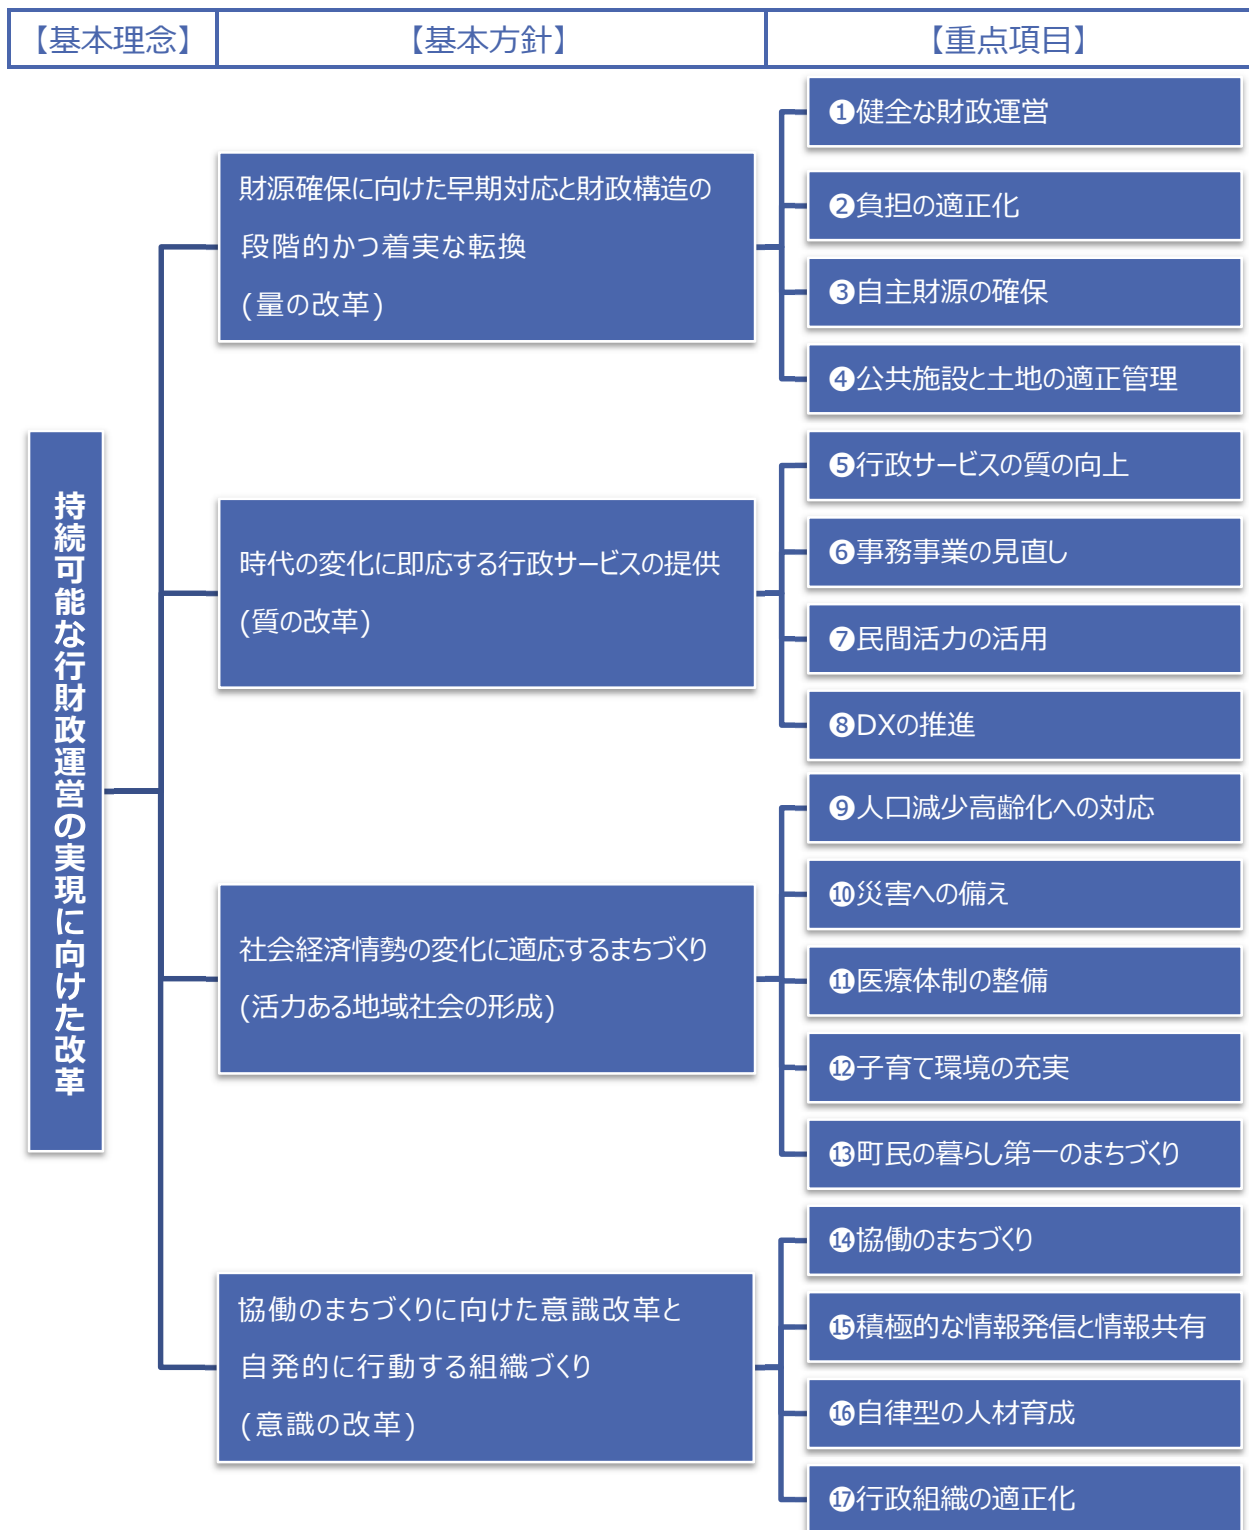 【基本理念】
【基本方針】
【重点項目】
持続可能な行財政運営の実現に向けた改革
財源確保に向けた早期対応と財政構造の
段階的かつ着実な転換
(量の改革)
❶健全な財政運営
❷負担の適正化
❸自主財源の確保
❹公共施設と土地の適正管理
時代の変化に即応する行政サービスの提供
(質の改革)
❺行政サービスの質の向上
❻事務事業の見直し
❼民間活力の活用
❽DXの推進
社会経済情勢の変化に適応するまちづくり
(活力ある地域社会の形成)
❾人口減少高齢化への対応
❿災害への備え
⓫医療体制の整備
⓬子育て環境の充実
⓭町民の暮らし第一のまちづくり
協働のまちづくりに向けた意識改革と
自発的に行動する組織づくり
(意識の改革)
⓮協働のまちづくり
⓯積極的な情報発信と情報共有
⓰自律型の人材育成
⓱行政組織の適正化